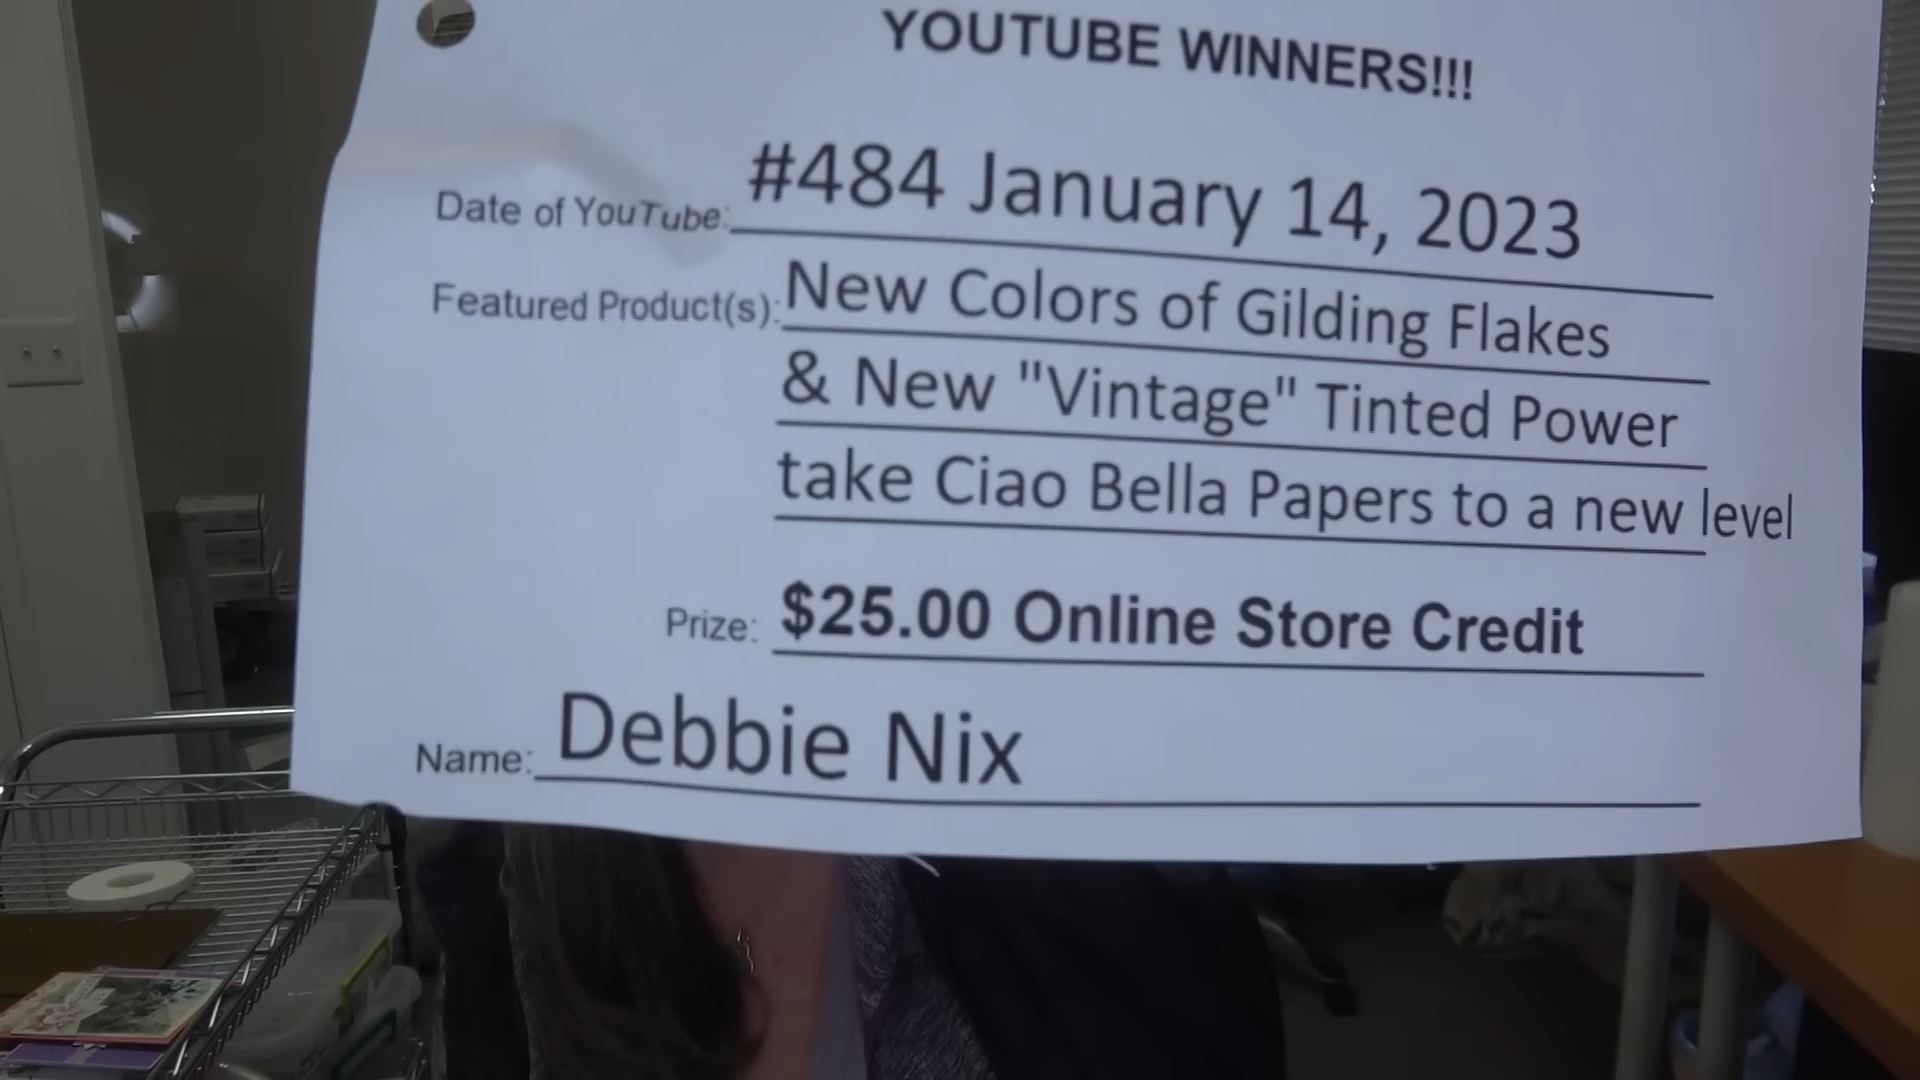 YOUTUBE WINNERS!!!
Date of YouTube: #484 January 14, 2023
Featured Product(s): New Colors of Gilding Flakes
& New "Vintage" Tinted Power
take Ciao Bella Papers to a new level
Prize: $25.00 Online Store Credit
Name: Debbie Nix